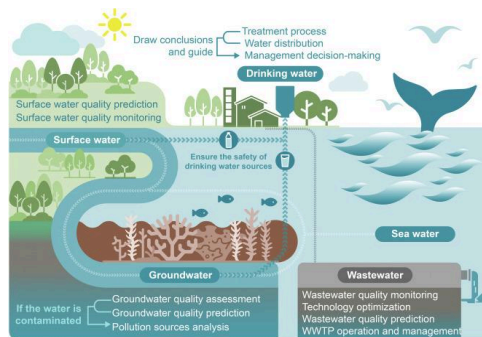 Draw conclusions
and guide
Treatment process
Water distribution
Management decision-making
Drinking water
Surface water quality prediction
Surface water quality monitoring
Surface water
Ensure the safety of
drinking water sources
Sea water
Groundwater
Wastewater
If the water is
contaminated
Groundwater quality assessment
Groundwater quality prediction
Pollution sources analysis
Wastewater quality monitoring
Technology optimization
Wastewater quality prediction
WWTP operation and management